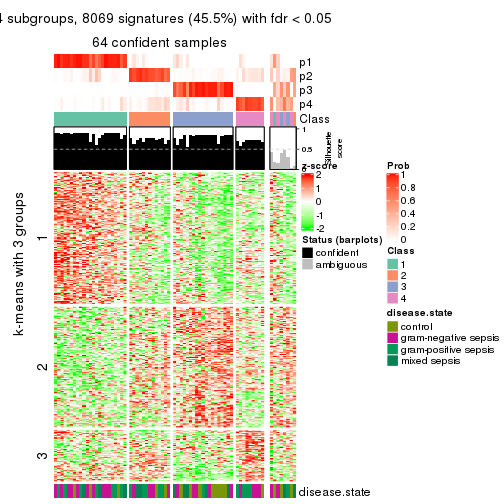 4 subgroups, 8069 signatures (45.5%) with fdr < 0.05
64 confident samples
p1
p2
p3
p4
Class
1
0.5
0
Silhouette
score
k-means with 3 groups
1
2
3
disease.state
z-score
2
1
0
-1
-2
Status (barplots)
confident
ambiguous
Prob
1
0.8
0.6
0.4
0.2
0
Class
1
2
3
4
disease.state
control
gram-negative sepsis
gram-positive sepsis
mixed sepsis